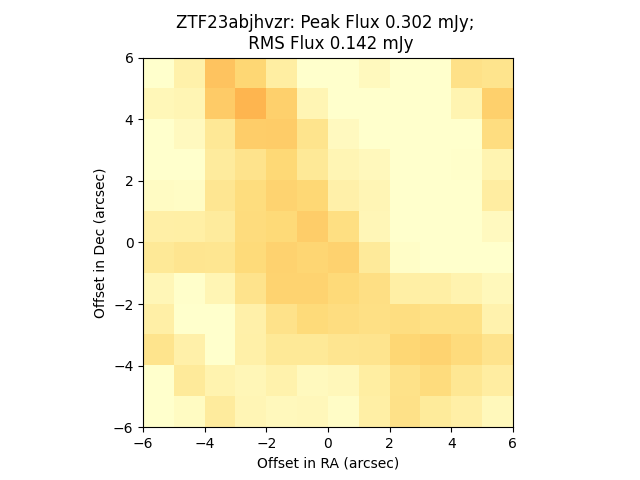 ZTF23abjhvzr: Peak Flux 0.302 mJy;
RMS Flux 0.142 mJy
6
4
2
0
−2
−4
−6
Offset in Dec (arcsec)
−6 −4 −2 0 2 4 6
Offset in RA (arcsec)